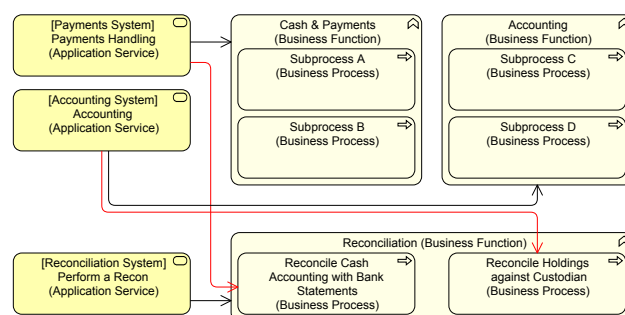 [Payments System]
Payments Handling
(Application Service)
Cash & Payments
(Business Function)
Subprocess A
(Business Process)
Subprocess B
(Business Process)
Accounting
(Business Function)
Subprocess C
(Business Process)
Subprocess D
(Business Process)
[Accounting System]
Accounting
(Application Service)
Reconciliation (Business Function)
[Reconciliation System]
Perform a Recon
(Application Service)
Reconcile Cash
Accounting with Bank
Statements
(Business Process)
Reconcile Holdings
against Custodian
(Business Process)